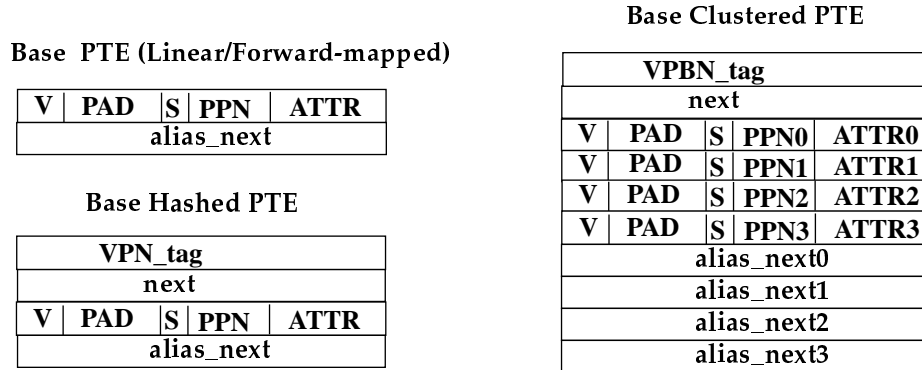 Base PTE (Linear/Forward-mapped)
V PAD S PPN ATTR
alias_next
Base Hashed PTE
VPN_tag
next
V PAD S PPN ATTR
alias_next
Base Clustered PTE
VPBN_tag
next
V PAD S PPN0 ATTR0
V PAD S PPN1 ATTR1
V PAD S PPN2 ATTR2
V PAD S PPN3 ATTR3
alias_next0
alias_next1
alias_next2
alias_next3